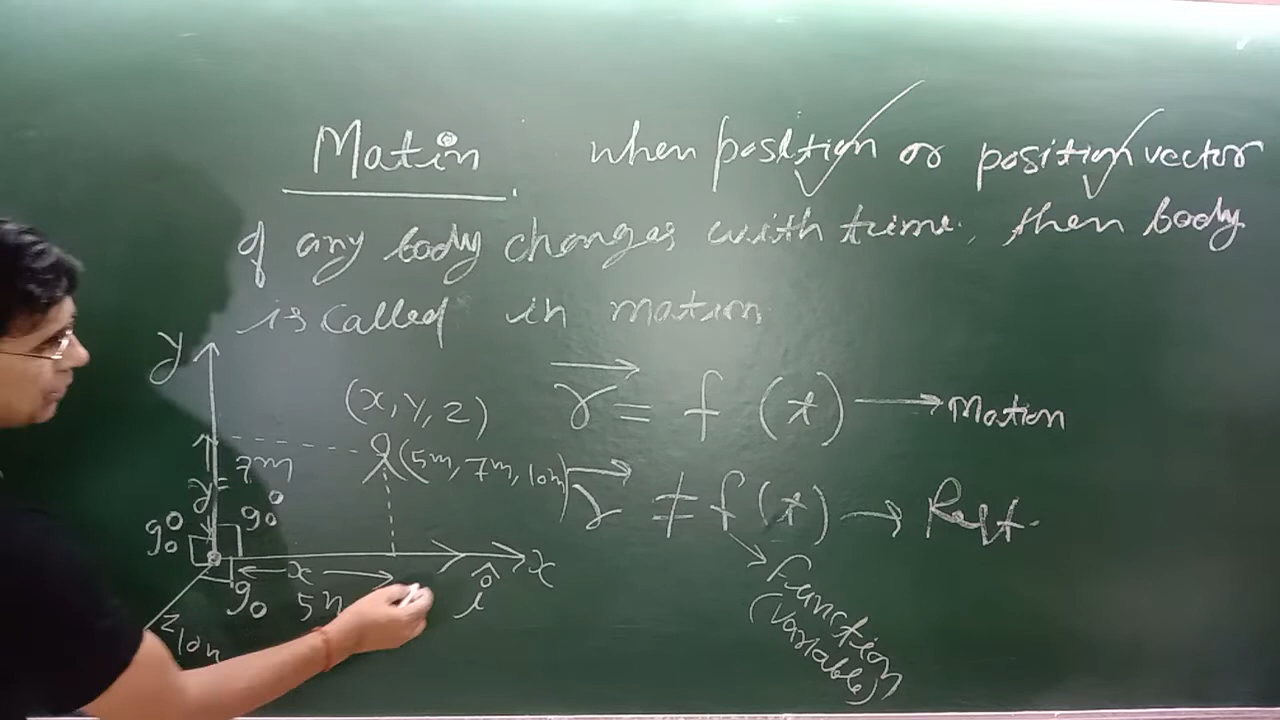 Motion when position or position vector
of any body changes with time, then body
is called in motion
y
(x, y, z) r = f (t) → Motion
7m (5m, 7m, 10m) r ≠ f (t) → Rest.
y
90° 90°
x x
90 5m î
z 10m
Function
(Variable)